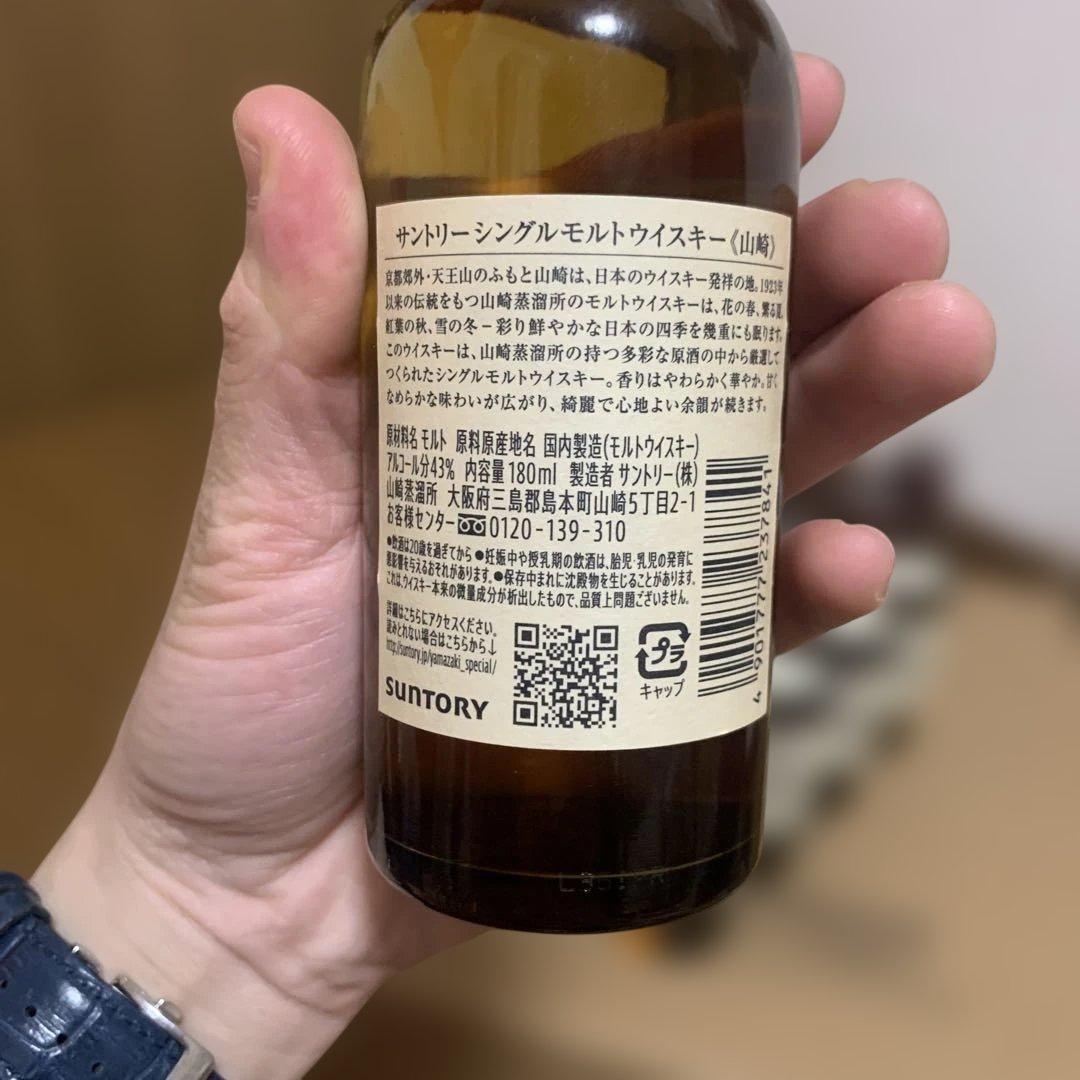 サントリーシングルモルトウイスキー《山崎》
京都郊外・天王山のふもと山崎は、日本のウイスキー発祥の地。1923年
以来の伝統をもつ山崎蒸溜所のモルトウイスキーは、花の春、繁る夏、
紅葉の秋、雪の冬－彩り鮮やかな日本の四季を幾重にも眠ります。
このウイスキーは、山崎蒸溜所の持つ多彩な原酒の中から厳選して
つくられたシングルモルトウイスキー。香りはやわらかく華やか。甘く
なめらかな味わいが広がり、綺麗で心地よい余韻が続きます。
原材料名 モルト 原料原産地名 国内製造(モルトウイスキー)
アルコール分43% 内容量180ml 製造者 サントリー(株)
山崎蒸溜所 大阪府三島郡島本町山崎5丁目2-1
お客様センター 0120-139-310
●飲酒は20歳を過ぎてから ●妊娠中や授乳期の飲酒は、胎児・乳児の発育に
悪影響を与えるおそれがあります。●保存中まれに沈殿物を生じることがあります。
これは、ウイスキー本来の微量成分が析出したもので、品質上問題ございません。
詳細はこちらにアクセスください。
読みとれない場合はこちらから↓
http://suntory.jp/yamazaki_special/
SUNTORY
プラ
キャップ
4 901777 237841